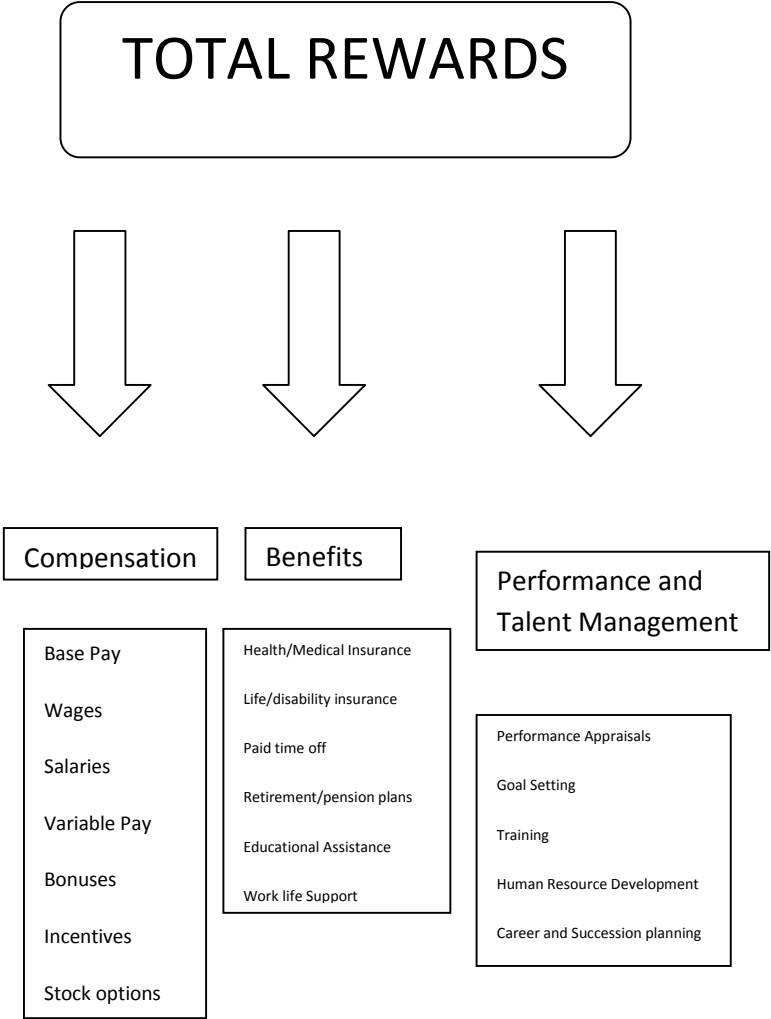 TOTAL REWARDS
Compensation
Base Pay
Wages
Salaries
Variable Pay
Bonuses
Incentives
Stock options
Benefits
Health/Medical Insurance
Life/disability insurance
Paid time off
Retirement/pension plans
Educational Assistance
Work life Support
Performance and
Talent Management
Performance Appraisals
Goal Setting
Training
Human Resource Development
Career and Succession planning